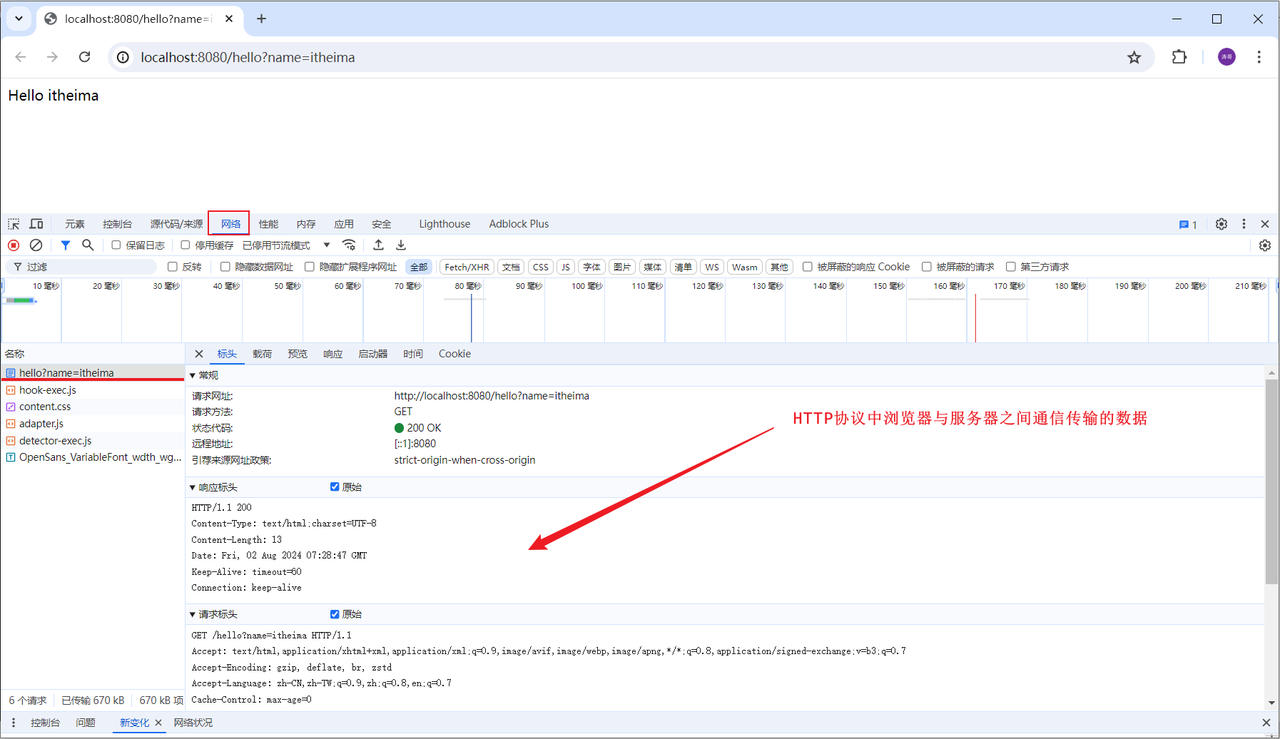 localhost:8080/hello?name=i
localhost:8080/hello?name=itheima
Hello itheima
元素 控制台 源代码/来源 网络 性能 内存 应用 安全 Lighthouse Adblock Plus 1
保留日志 停用缓存 已停用节流模式
过滤 反转 隐藏数据网址 隐藏扩展程序网址 全部 Fetch/XHR 文档 CSS JS 字体 图片 媒体 清单 WS Wasm 其他 被屏蔽的响应 Cookie 被屏蔽的请求 第三方请求
10 毫秒 20 毫秒 30 毫秒 40 毫秒 50 毫秒 60 毫秒 70 毫秒 80 毫秒 90 毫秒 100 毫秒 110 毫秒 120 毫秒 130 毫秒 140 毫秒 150 毫秒 160 毫秒 170 毫秒 180 毫秒 190 毫秒 200 毫秒 210 毫秒
名称
hello?name=itheima
hook-exec.js
content.css
adapter.js
detector-exec.js
OpenSans_VariableFont_wdth_wg...
标头 载荷 预览 响应 启动器 时间 Cookie
常规
请求网址: http://localhost:8080/hello?name=itheima
请求方法: GET
状态代码: 200 OK
远程地址: [::1]:8080
引荐来源网址政策: strict-origin-when-cross-origin
HTTP协议中浏览器与服务器之间通信传输的数据
响应标头 原始
HTTP/1.1 200
Content-Type: text/html;charset=UTF-8
Content-Length: 13
Date: Fri, 02 Aug 2024 07:28:47 GMT
Keep-Alive: timeout=60
Connection: keep-alive
请求标头 原始
GET /hello?name=itheima HTTP/1.1
Accept: text/html,application/xhtml+xml,application/xml;q=0.9,image/avif,image/webp,image/apng,*/*;q=0.8,application/signed-exchange;v=b3;q=0.7
Accept-Encoding: gzip, deflate, br, zstd
Accept-Language: zh-CN,zh-TW;q=0.9,zh;q=0.8,en;q=0.7
Cache-Control: max-age=0
6 个请求 已传输 670 kB 670 kB 项
控制台 问题 新变化 网络状况